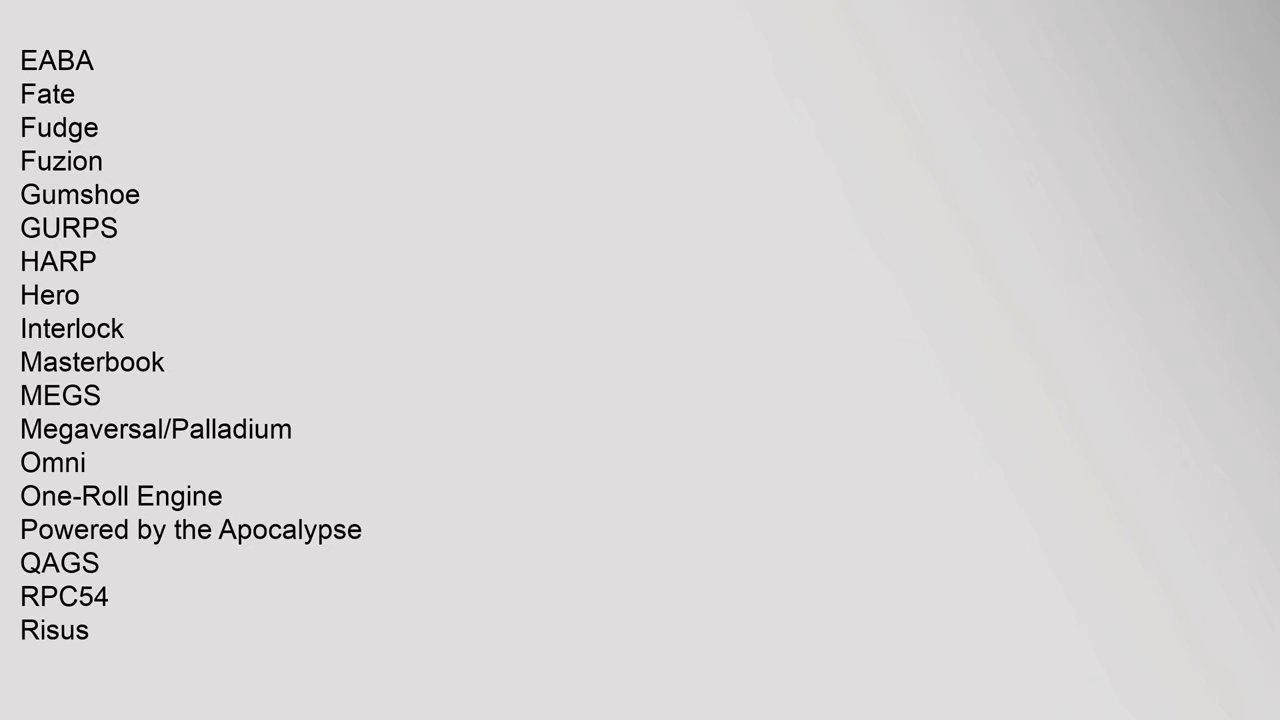 EABA
Fate
Fudge
Fuzion
Gumshoe
GURPS
HARP
Hero
Interlock
Masterbook
MEGS
Megaversal/Palladium
Omni
One-Roll Engine
Powered by the Apocalypse
QAGS
RPC54
Risus